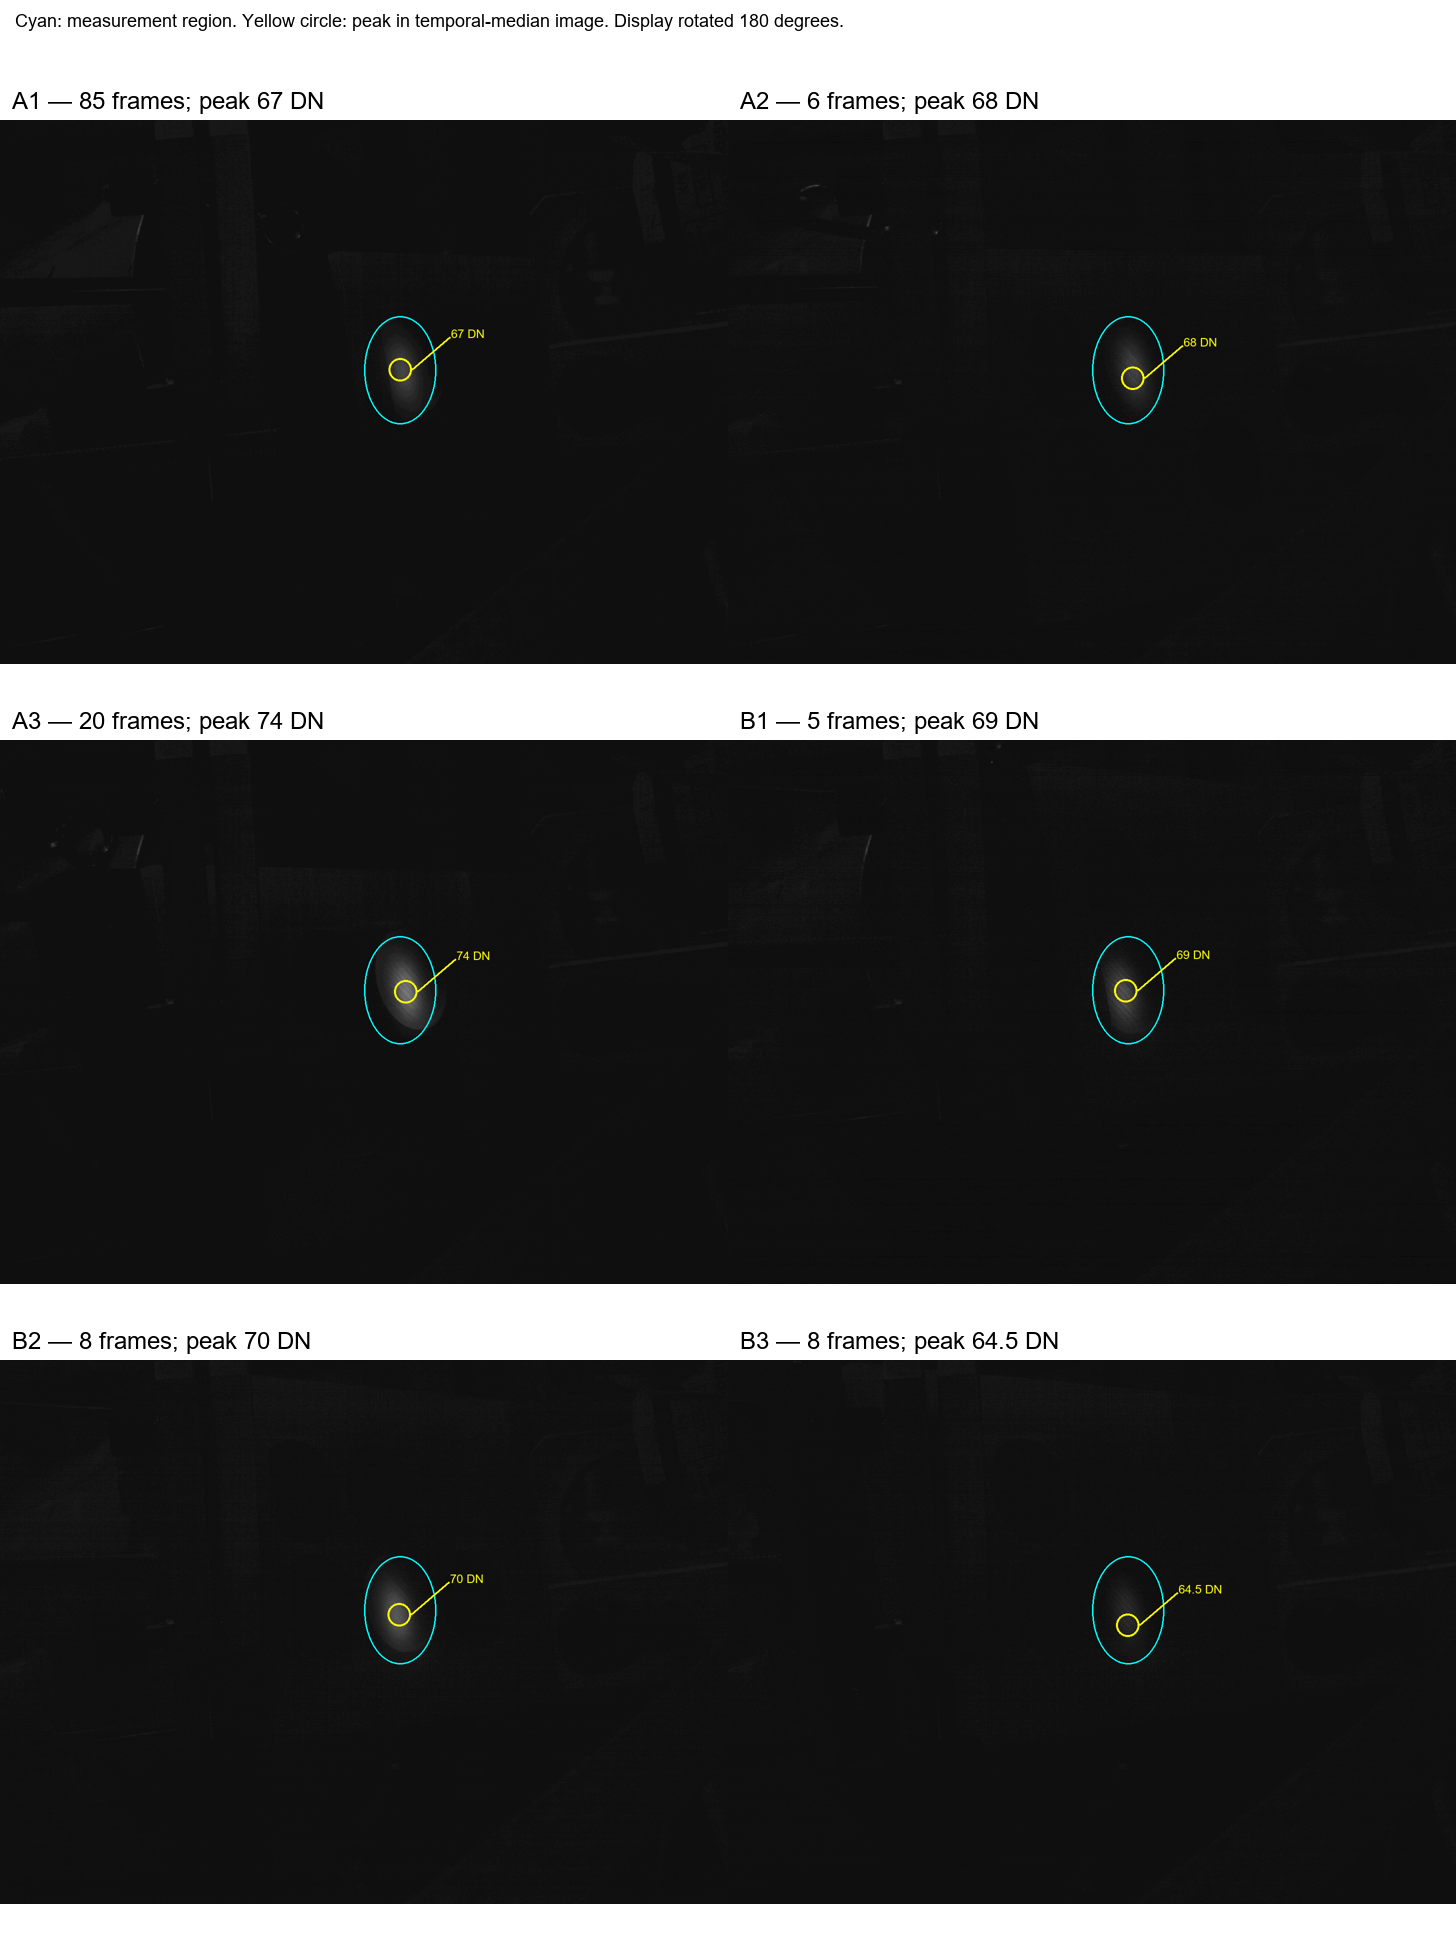 Cyan: measurement region. Yellow circle: peak in temporal-median image. Display rotated 180 degrees.
A1 — 85 frames; peak 67 DN
A2 — 6 frames; peak 68 DN
67 DN
68 DN
A3 — 20 frames; peak 74 DN
B1 — 5 frames; peak 69 DN
74 DN
69 DN
B2 — 8 frames; peak 70 DN
B3 — 8 frames; peak 64.5 DN
70 DN
64.5 DN